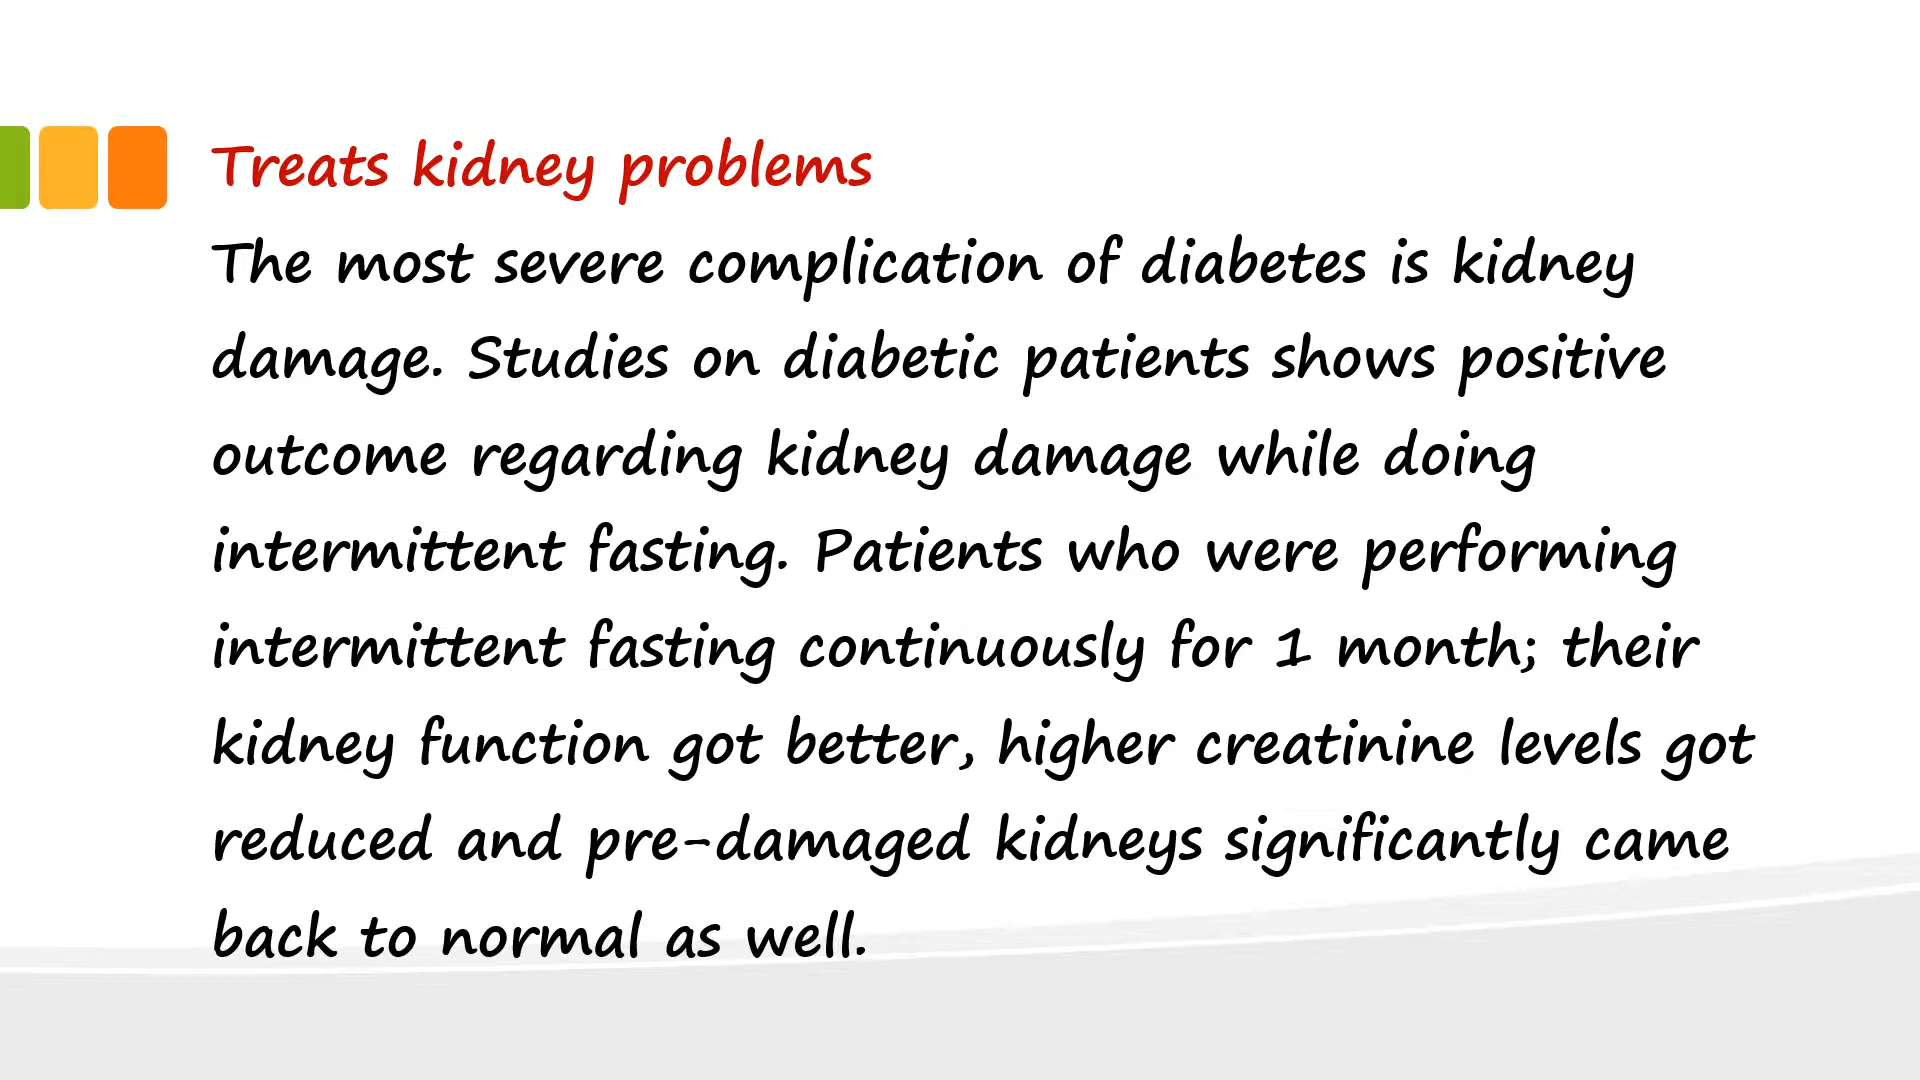 Treats kidney problems
The most severe complication of diabetes is kidney
damage. Studies on diabetic patients shows positive
outcome regarding kidney damage while doing
intermittent fasting. Patients who were performing
intermittent fasting continuously for 1 month; their
kidney function got better, higher creatinine levels got
reduced and pre-damaged kidneys significantly came
back to normal as well.